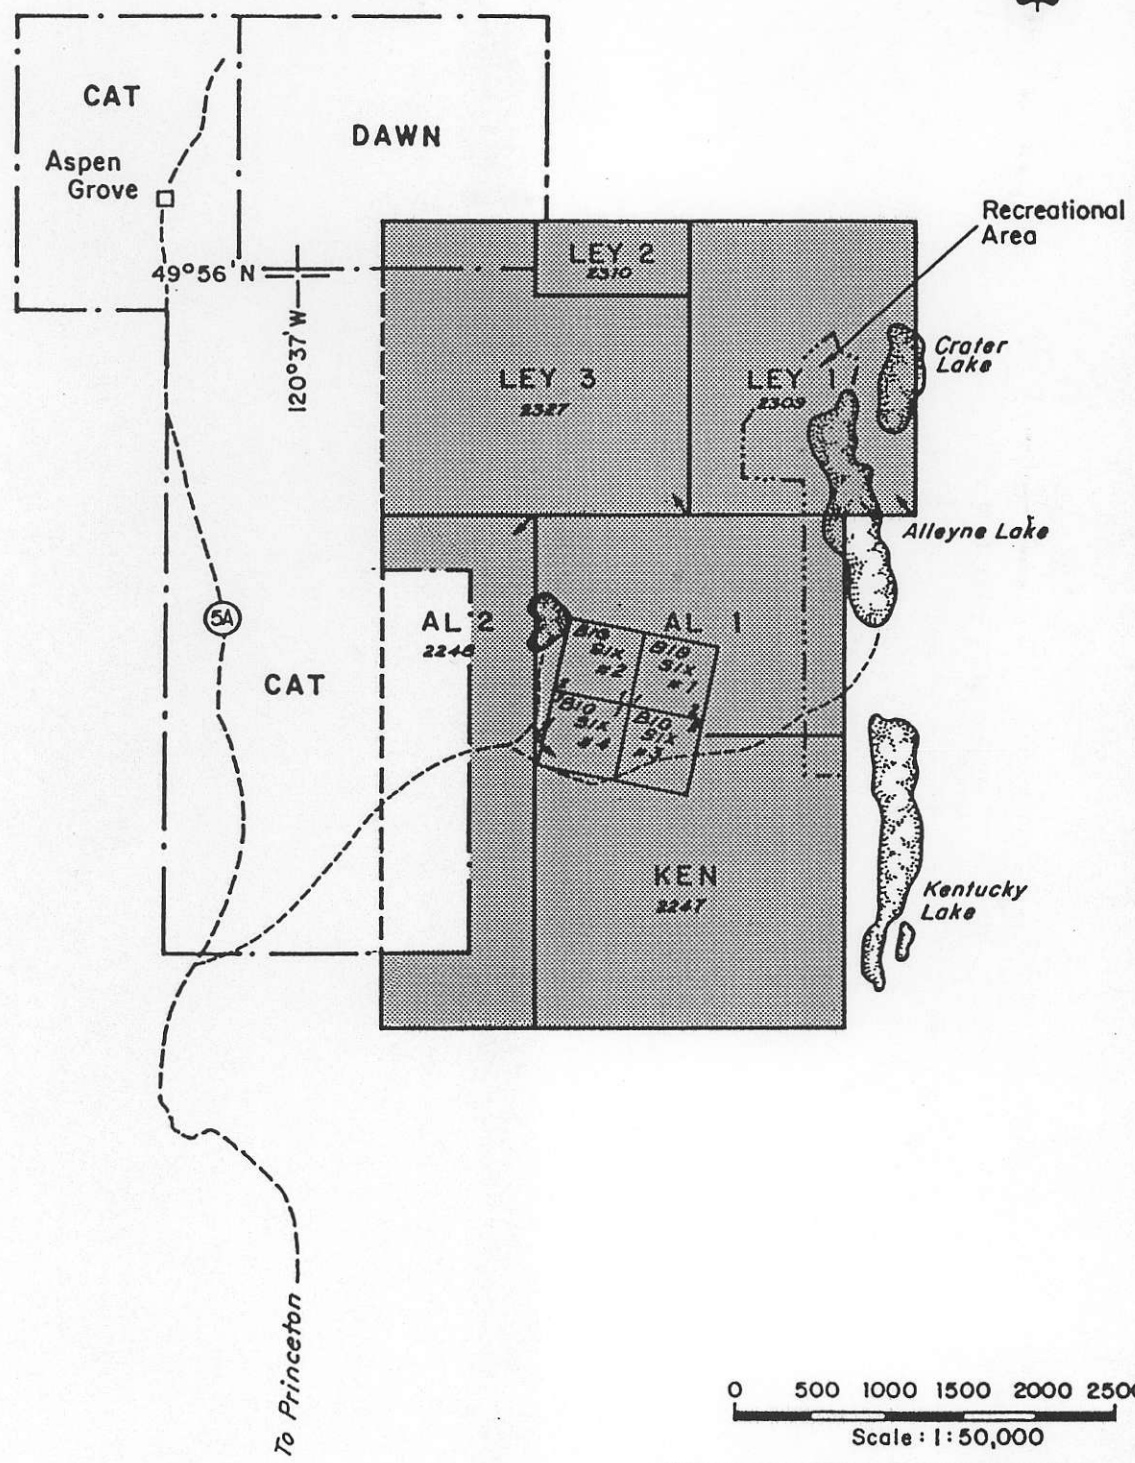 CAT
DAWN
Aspen
Grove
Recreational
Area
LEY 2
2310
49°56'N
120°37'W
Crater
Lake
LEY 3
2327
LEY
2309
Alleyne Lake
5A
AL 2
2246
AL 1
BIG
SIX
#2
BIG
SIX
#1
CAT
BIG
SIX
#4
BIG
SIX
#3
KEN
2247
Kentucky
Lake
To Princeton
0 500 1000 1500 2000 250
Scale : 1 : 50,000